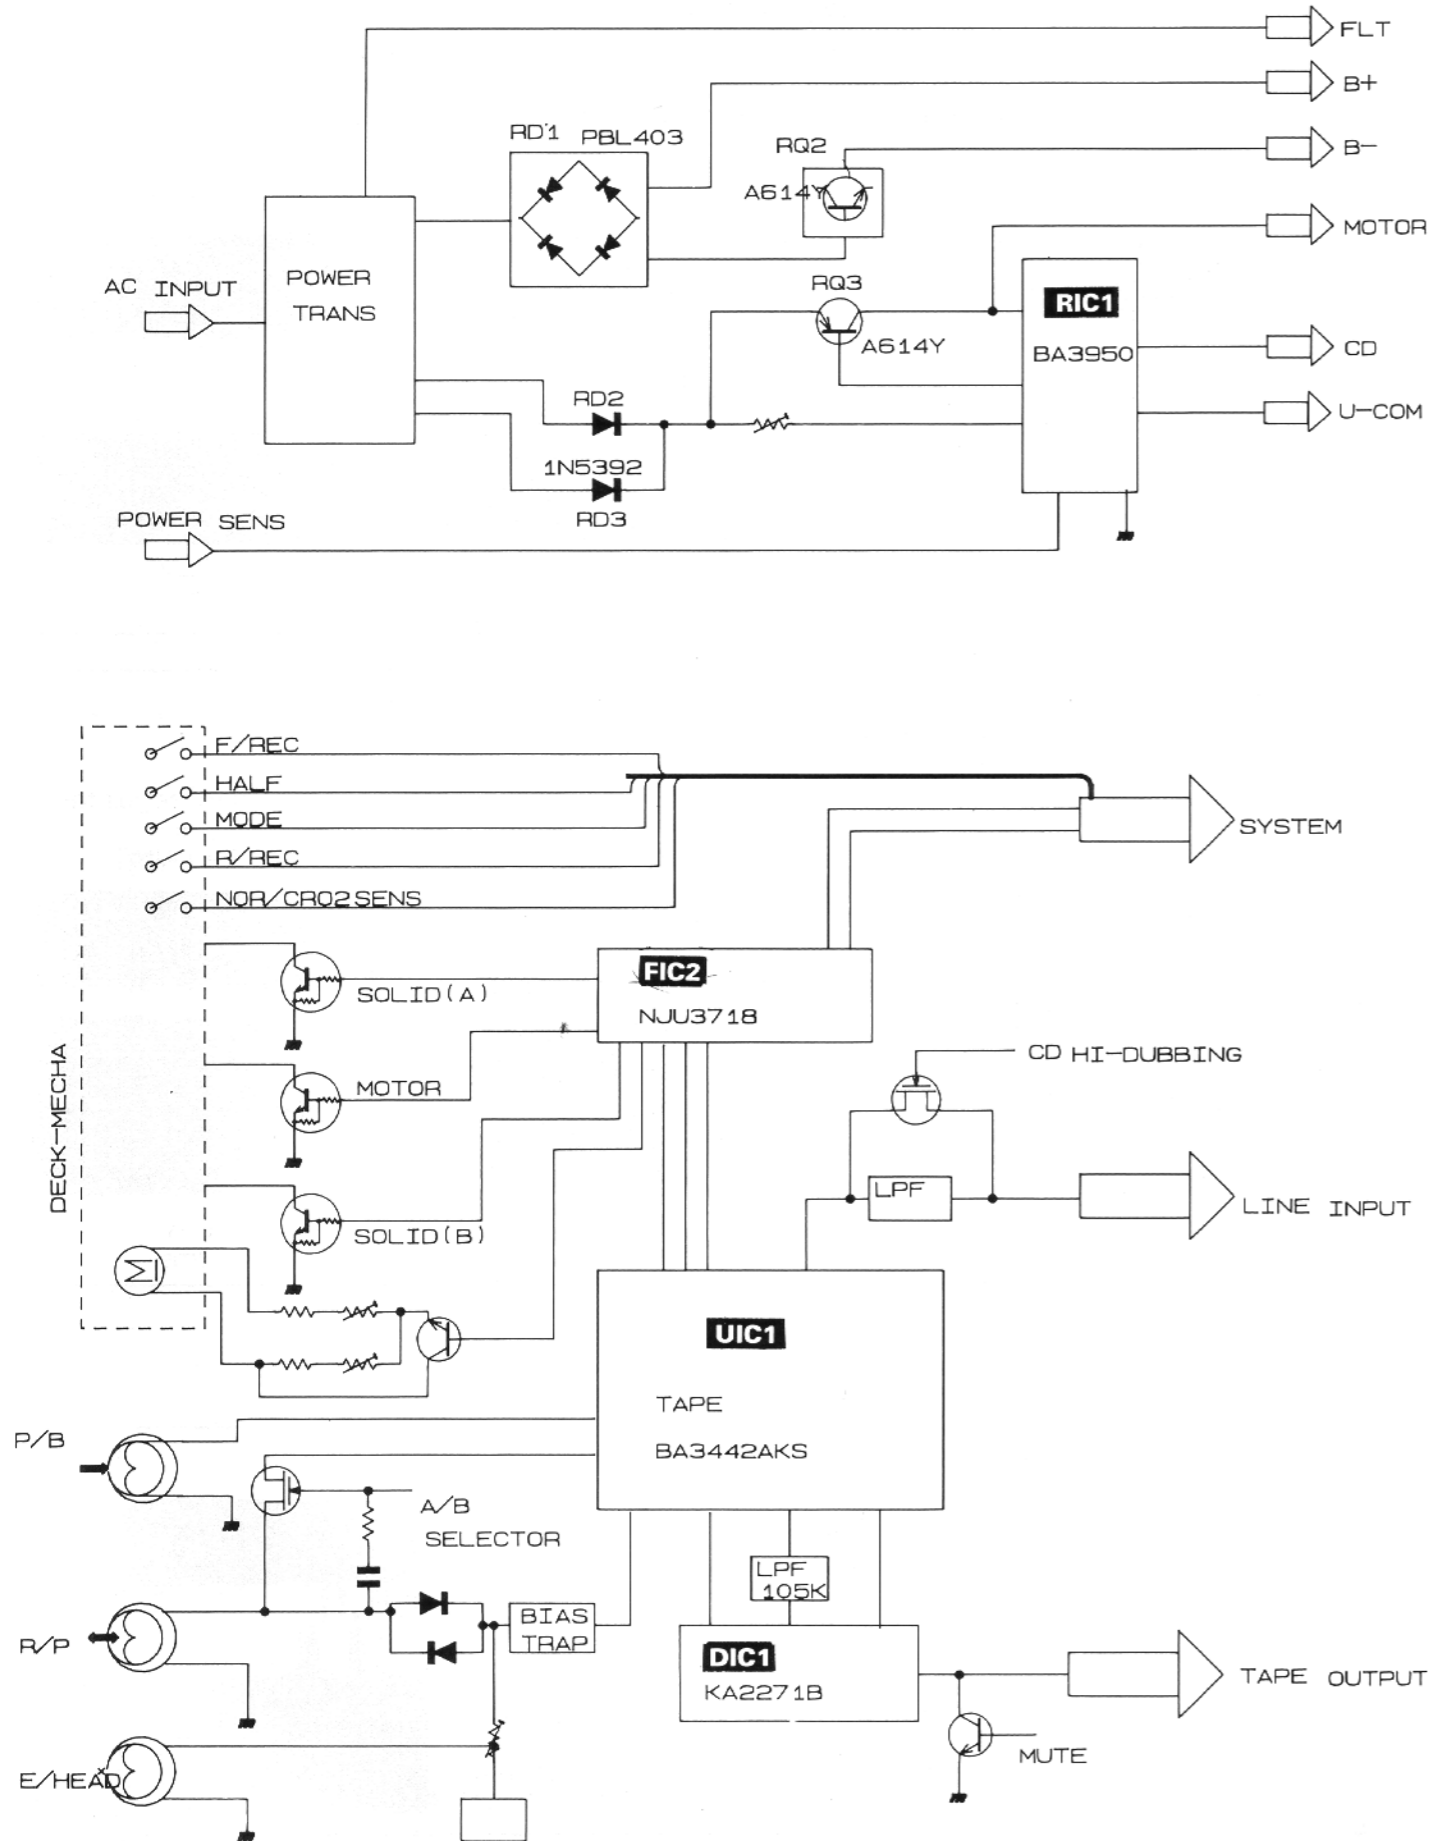 FLT
B+
RD1 PBL403
RQ2
B-
A614Y
MOTOR
POWER
TRANS
AC INPUT
RQ3
RIC1
A614Y
BA3950
CD
RD2
U-COM
1N5392
RD3
POWER SENS
F/REC
HALF
MODE
SYSTEM
R/REC
NOR/CRO2SENS
FIC2
SOLID(A)
NJU3718
DECK-MECHA
CD HI-DUBBING
MOTOR
LPF
LINE INPUT
SOLID(B)
M
UIC1
TAPE
P/B
BA3442AKS
A/B
SELECTOR
LPF
105K
BIAS
TRAP
R/P
DIC1
KA2271B
TAPE OUTPUT
MUTE
E/HEAD